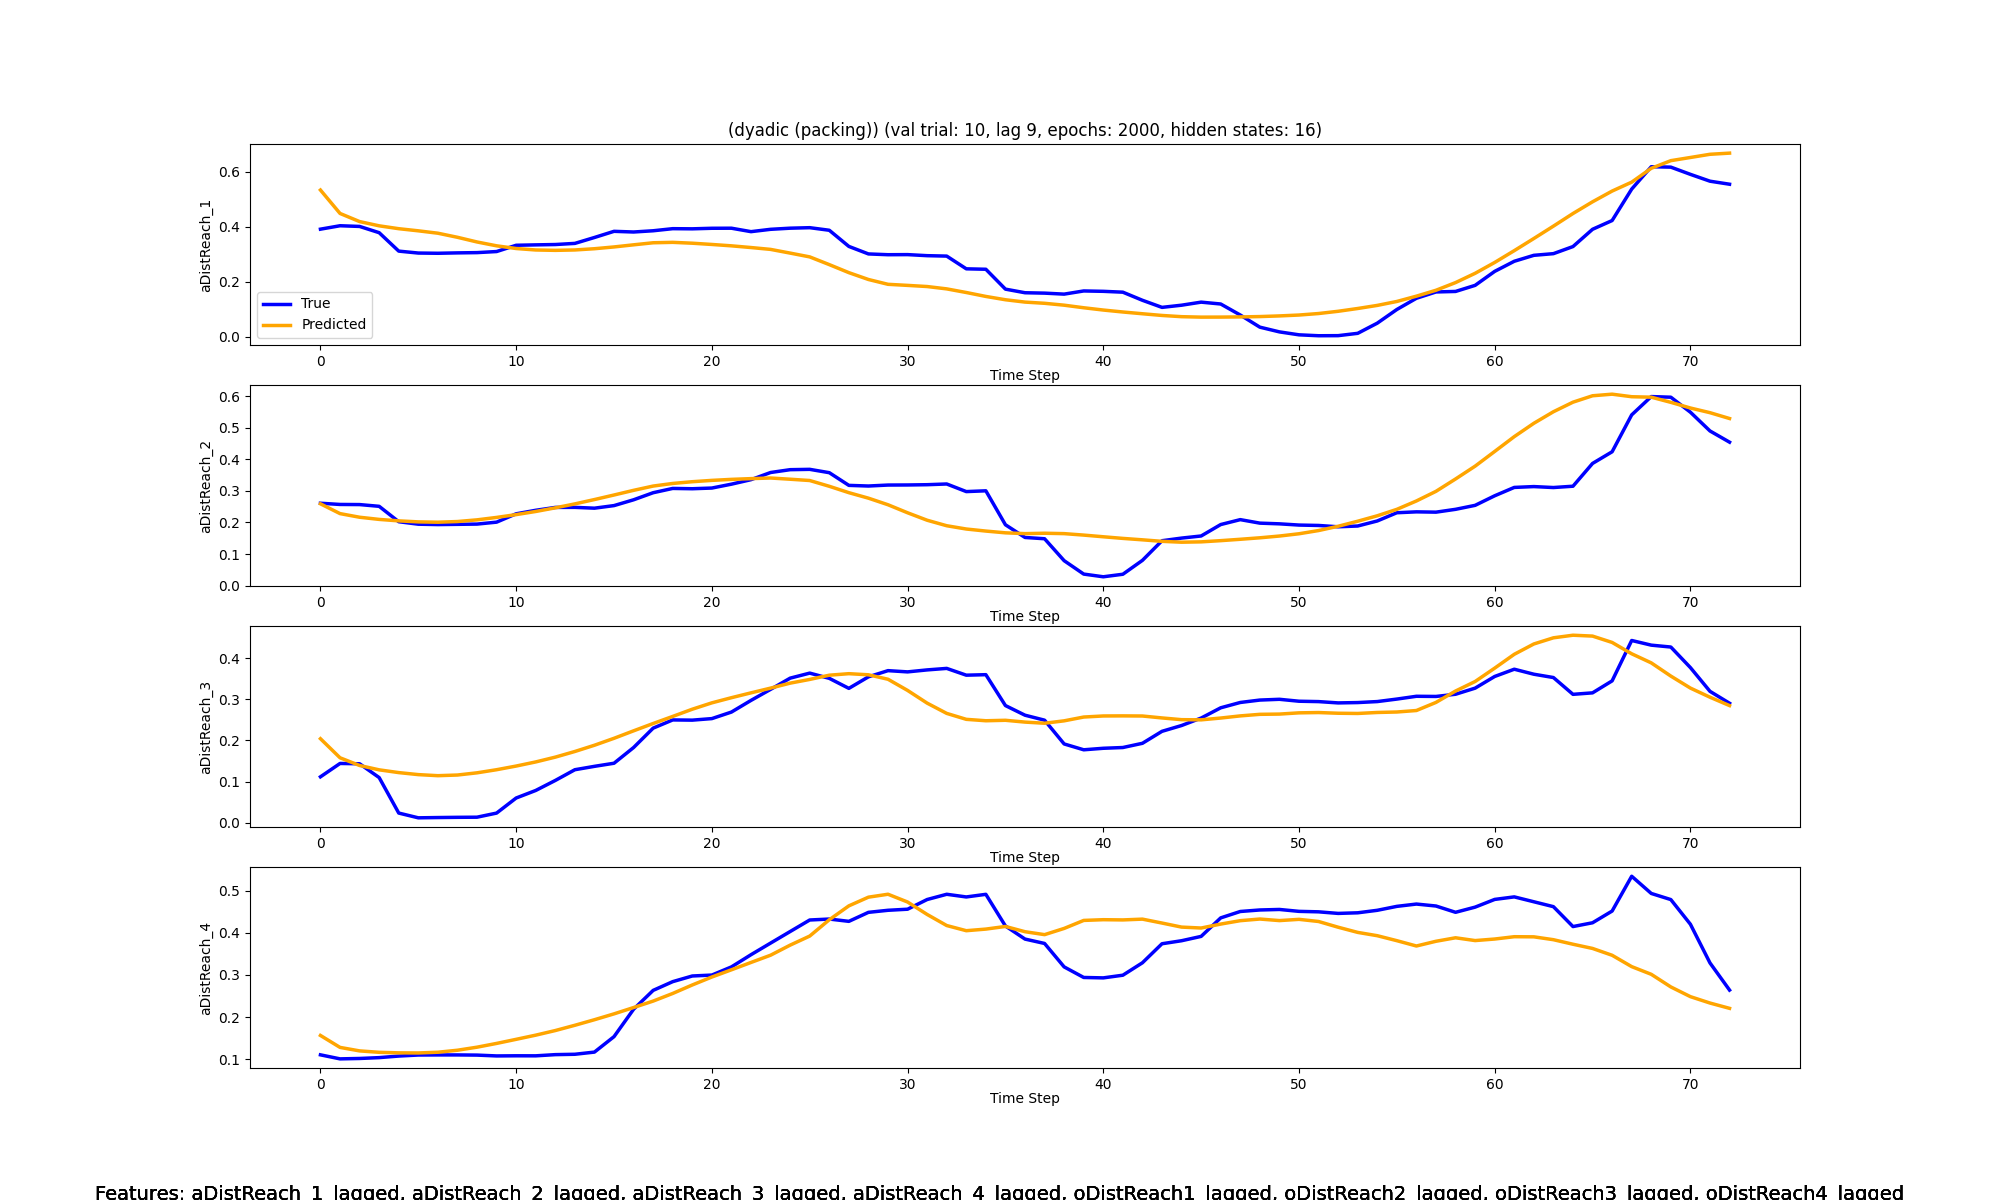 (dyadic (packing)) (val trial: 10, lag 9, epochs: 2000, hidden states: 16)
aDistReach_1
0.6
0.4
0.2
0.0
True
Predicted
0 10 20 30 40 50 60 70
Time Step
aDistReach_2
0.6
0.5
0.4
0.3
0.2
0.1
0.0
0 10 20 30 40 50 60 70
Time Step
aDistReach_3
0.4
0.3
0.2
0.1
0.0
0 10 20 30 40 50 60 70
Time Step
aDistReach_4
0.5
0.4
0.3
0.2
0.1
0 10 20 30 40 50 60 70
Time Step
Features: aDistReach_1_lagged, aDistReach_2_lagged, aDistReach_3_lagged, aDistReach_4_lagged, oDistReach1_lagged, oDistReach2_lagged, oDistReach3_lagged, oDistReach4_lagged